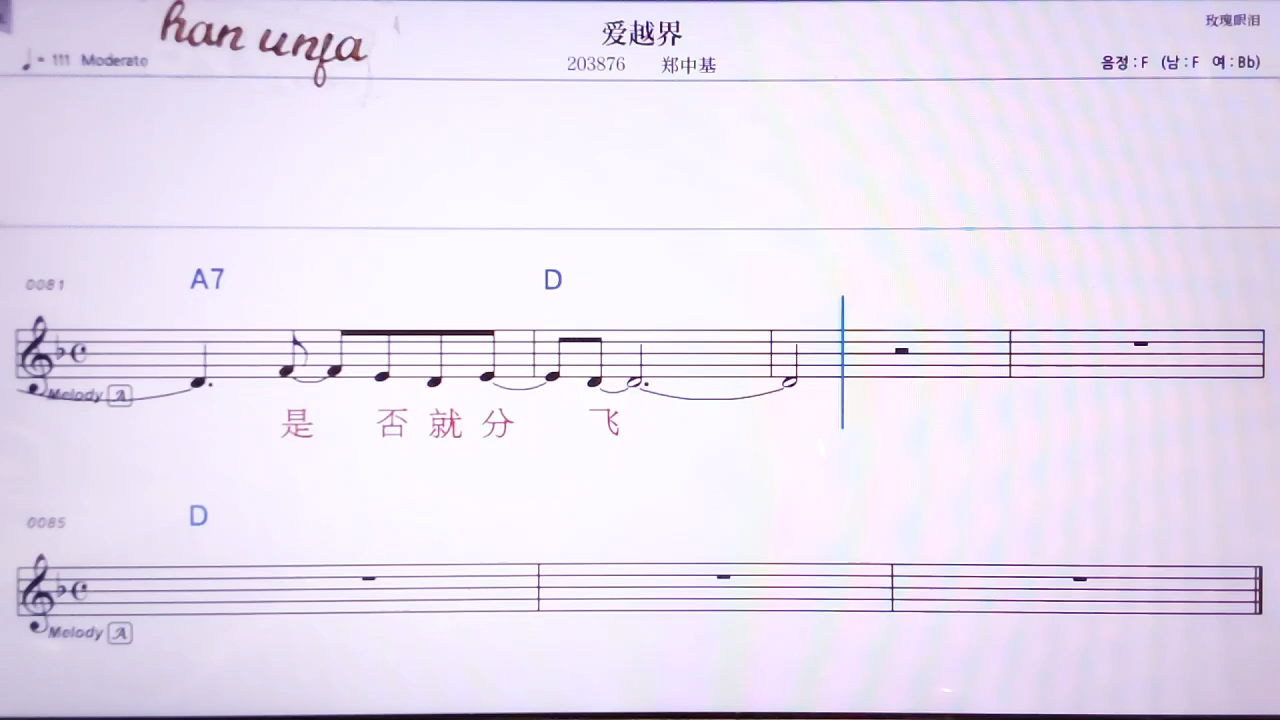 han unja
爱越界
玫瑰眼泪
♩= 111 Moderato
203876 郑中基
음정 : F (남 : F 여 : Bb)
0081
A7 D
Melody A
是 否 就 分 飞
0085
D
Melody A